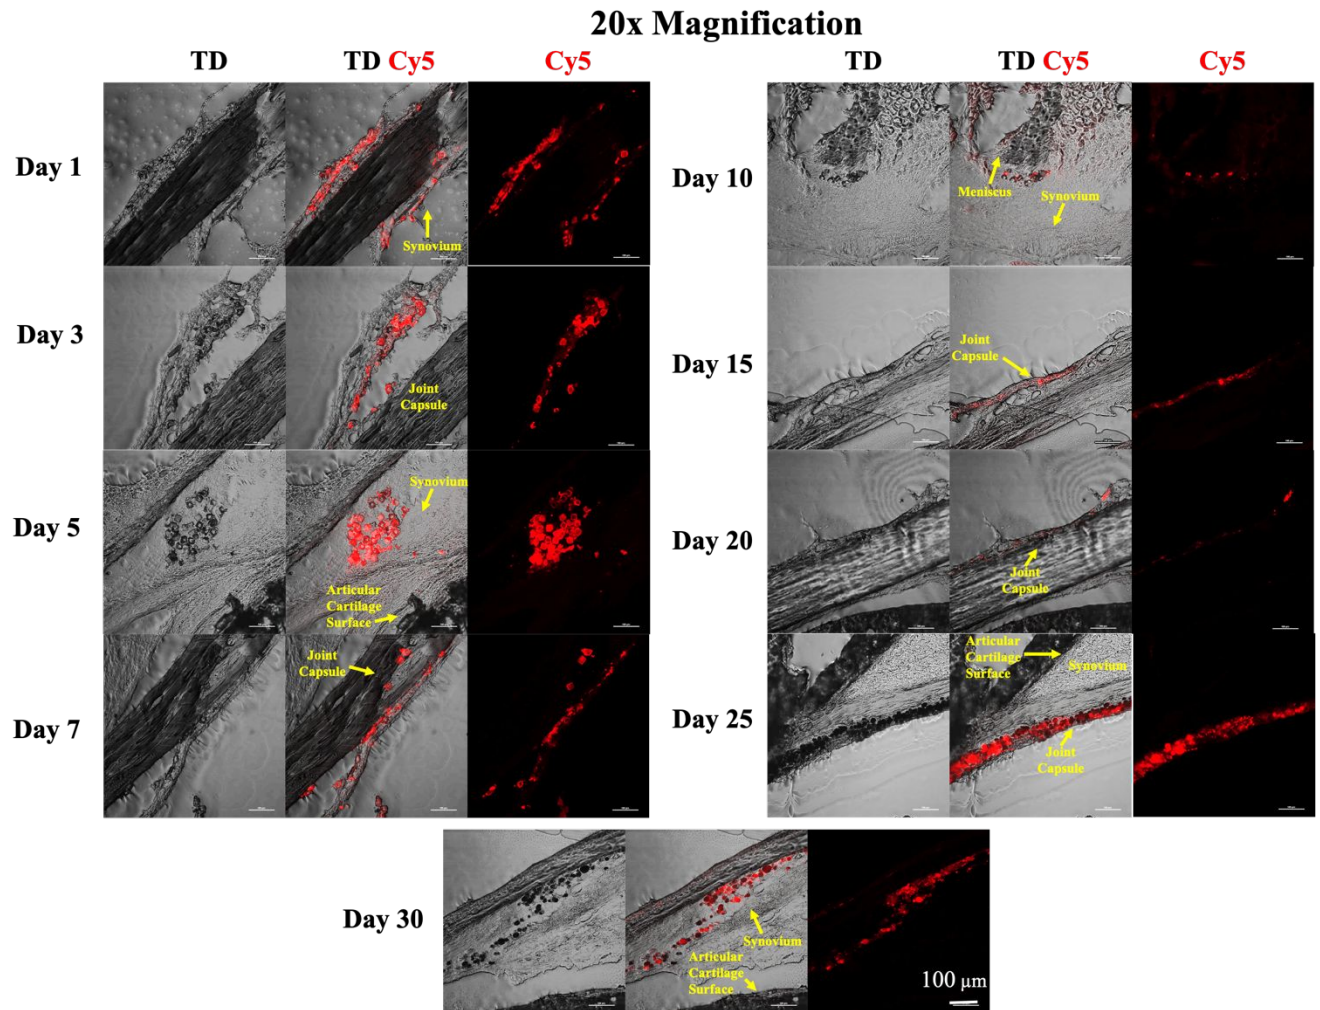 20x Magnification
TD TD Cy5 Cy5 TD TD Cy5 Cy5
Day 1
Synovium
Day 3
Joint
Capsule
Day 5
Synovium
Articular
Cartilage
Surface
Day 7
Joint
Capsule
Day 10
Meniscus
Synovium
Day 15
Joint
Capsule
Day 20
Joint
Capsule
Day 25
Articular
Cartilage
Surface
Synovium
Joint
Capsule
Day 30
Synovium
Articular
Cartilage
Surface
100 µm